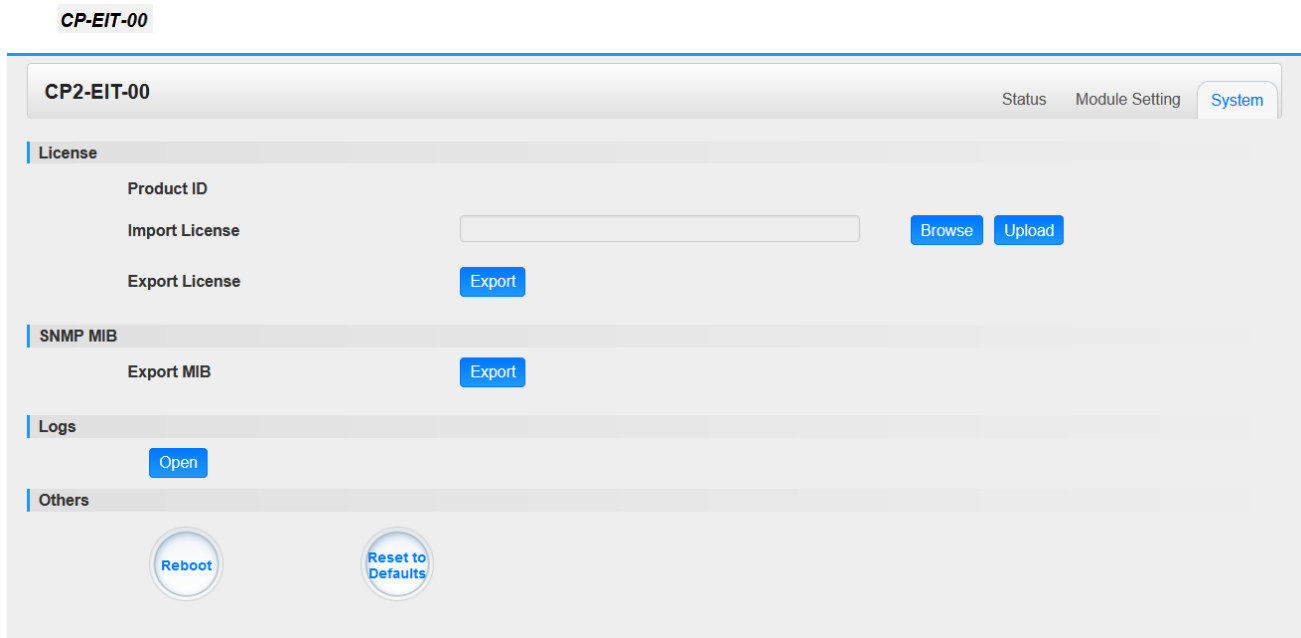 CP-EIT-00
CP2-EIT-00
Status Module Setting System
License
Product ID
Import License Browse Upload
Export License Export
SNMP MIB
Export MIB Export
Logs
Open
Others
Reboot Reset to
Defaults